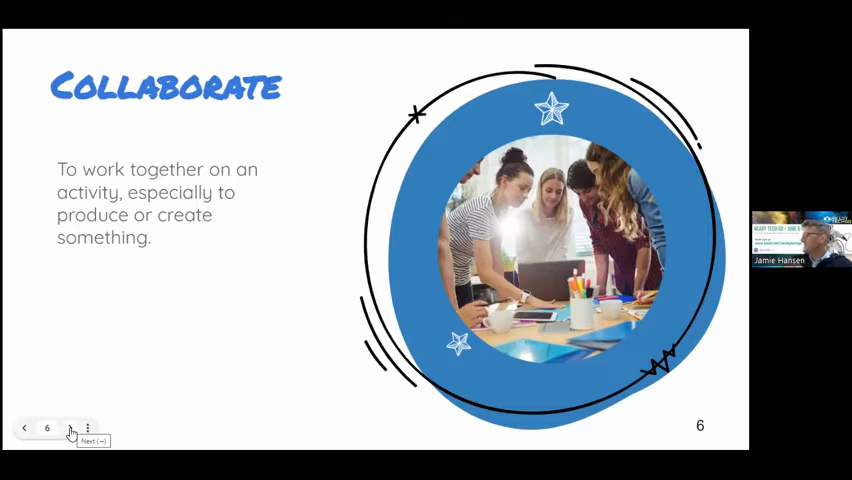 COLLABORATE
To work together on an
activity, especially to
produce or create
something.
6
Next (→)
6
Jamie Hansen